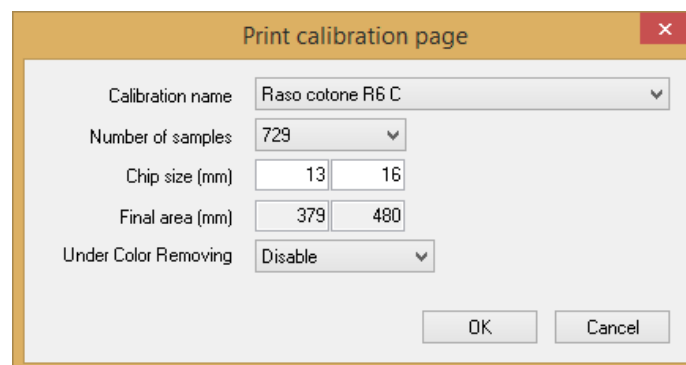 Print calibration page
Calibration name Raso cotone R6 C
Number of samples 729
Chip size (mm) 13 16
Final area (mm) 379 480
Under Color Removing Disable
OK Cancel